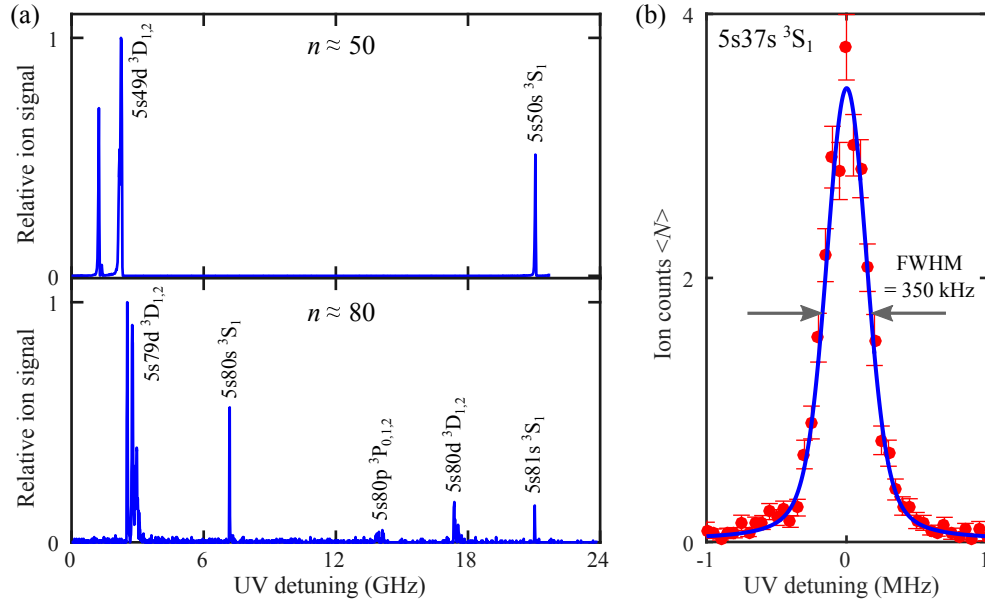 (a)
1
n ≈ 50
5s49d ³D₁,₂
5s50s ³S₁
Relative ion signal
0
1
n ≈ 80
5s79d ³D₁,₂
5s80s ³S₁
5s80p ³P₀,₁,₂
5s80d ³D₁,₂
5s81s ³S₁
Relative ion signal
0
0 6 12 18 24
UV detuning (GHz)
(b)
4
5s37s ³S₁
2
Ion counts <N>
FWHM
= 350 kHz
0
-1 0 1
UV detuning (MHz)